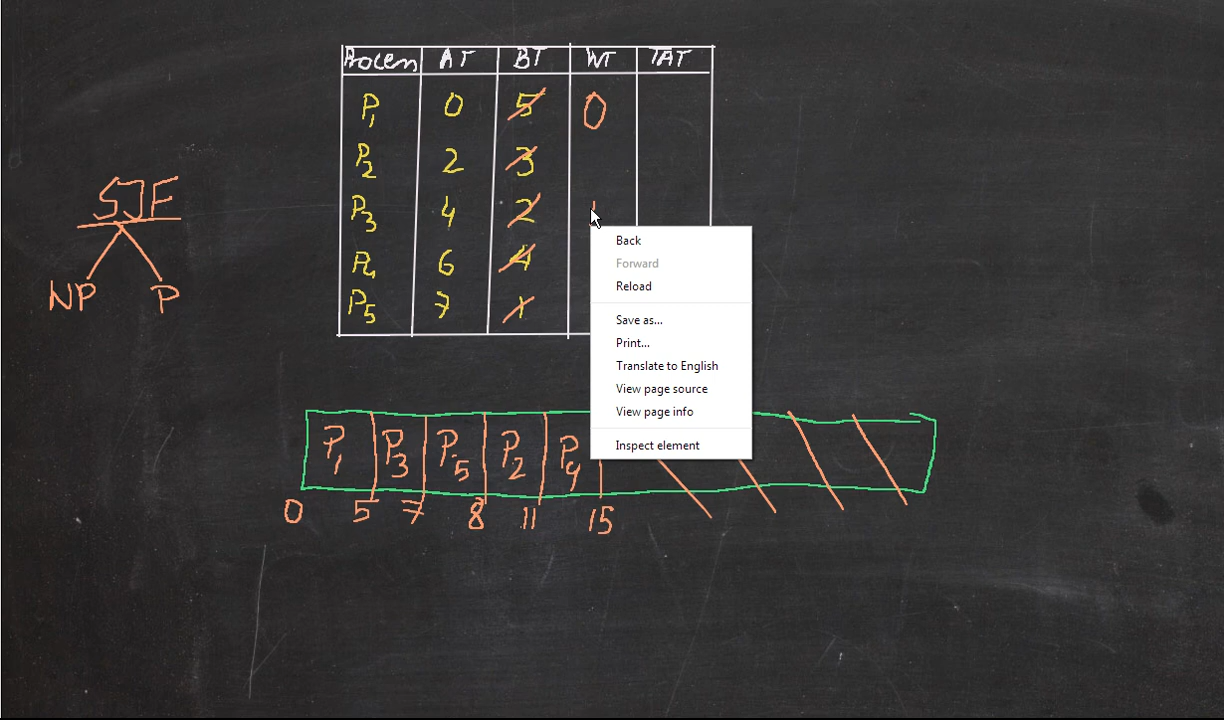 Process AT BT WT TAT
P1 0 5 0
P2 2 3
P3 4 2
P4 6 4
P5 7 1
SJF
NP P
Back
Forward
Reload
Save as...
Print...
Translate to English
View page source
View page info
Inspect element
P1 P3 P5 P2 P4
0 5 7 8 11 15